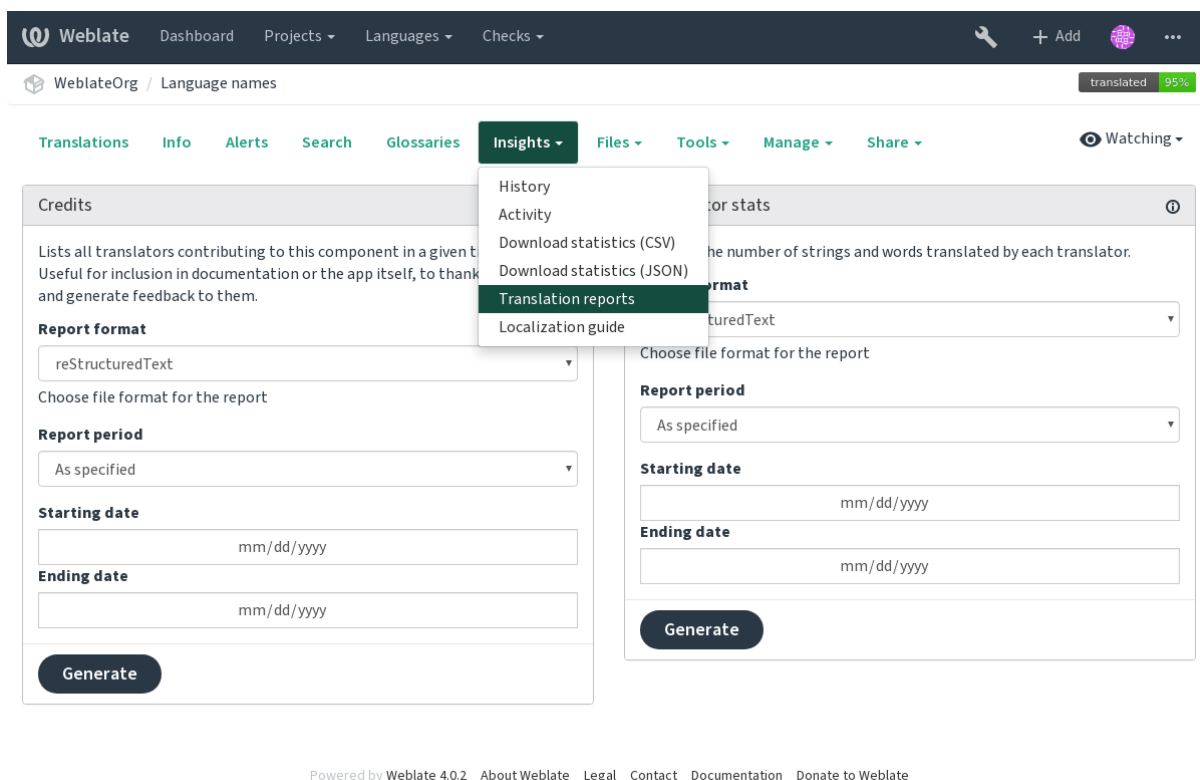 Weblate Dashboard Projects Languages Checks Add
WeblateOrg / Language names translated 95%
Translations Info Alerts Search Glossaries Insights Files Tools Manage Share Watching
History
Activity
Download statistics (CSV)
Download statistics (JSON)
Translation reports
Localization guide
Credits
Lists all translators contributing to this component in a given
Useful for inclusion in documentation or the app itself, to thank
and generate feedback to them.
Report format
reStructuredText
Choose file format for the report
Report period
As specified
Starting date
mm/dd/yyyy
Ending date
mm/dd/yyyy
Generate
stats
the number of strings and words translated by each translator.
Choose file format for the report
Report period
As specified
Starting date
mm/dd/yyyy
Ending date
mm/dd/yyyy
Generate
Powered by Weblate 4.0.2 About Weblate Legal Contact Documentation Donate to Weblate